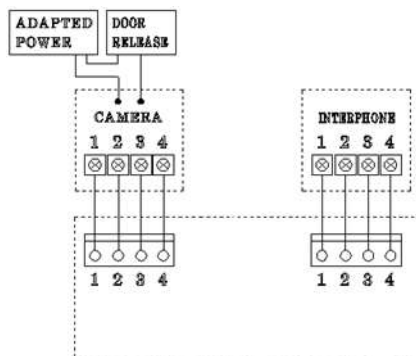 ADAPTED
POWER
DOOR
RELEASE
CAMERA
1 2 3 4
INTERPHONE
1 2 3 4
1 2 3 4
1 2 3 4